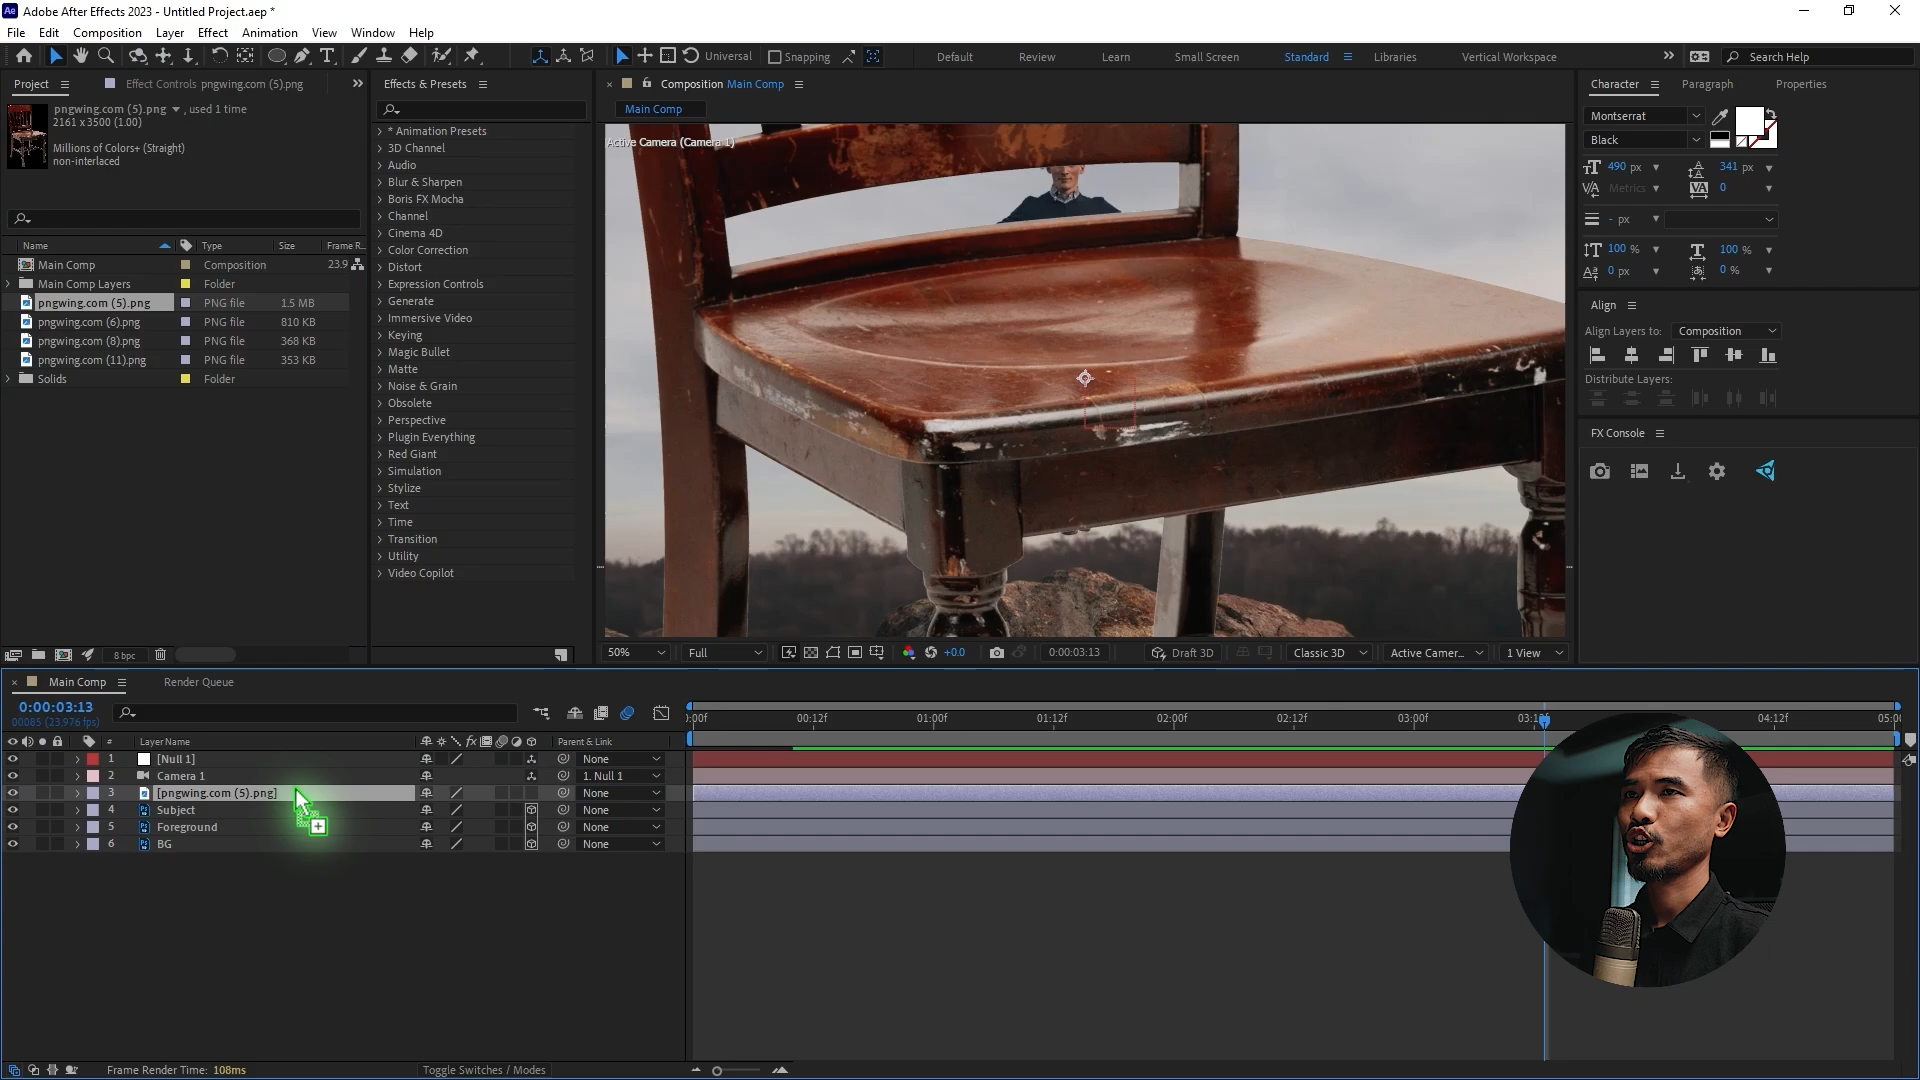 Adobe After Effects 2023 - Untitled Project.aep *
File Edit Composition Layer Effect Animation View Window Help
Universal Snapping Default Review Learn Small Screen Standard Libraries Vertical Workspace Search Help
Project Effect Controls pngwing.com (5).png
pngwing.com (5).png , used 1 time
2161 x 3500 (1.00)
Millions of Colors+ (Straight)
non-interlaced
Name Type Size Frame R...
Main Comp Composition 23.9
Main Comp Layers Folder
pngwing.com (5).png PNG file 1.5 MB
pngwing.com (6).png PNG file 810 KB
pngwing.com (8).png PNG file 368 KB
pngwing.com (11).png PNG file 353 KB
Solids Folder
8 bpc
Effects & Presets
* Animation Presets
3D Channel
Audio
Blur & Sharpen
Boris FX Mocha
Channel
Cinema 4D
Color Correction
Distort
Expression Controls
Generate
Immersive Video
Keying
Magic Bullet
Matte
Noise & Grain
Obsolete
Perspective
Plugin Everything
Red Giant
Simulation
Stylize
Text
Time
Transition
Utility
Video Copilot
Composition Main Comp
Main Comp
Active Camera (Camera 1)
50% Full +0.0 0:00:03:13 Draft 3D Classic 3D Active Camer... 1 View
Character Paragraph Properties
Montserrat
Black
490 px 341 px
Metrics 0
- px
100 % 100 %
0 px 0 %
Align
Align Layers to: Composition
Distribute Layers:
FX Console
Main Comp Render Queue
0:00:03:13
00085 (23.976 fps)
# Layer Name Parent & Link
1 [Null 1] None
2 Camera 1 1. Null 1
3 [pngwing.com (5).png] None
4 Subject None
5 Foreground None
6 BG None
:00f 00:12f 01:00f 01:12f 02:00f 02:12f 03:00f 04:12f 05:0
Frame Render Time: 108ms Toggle Switches / Modes